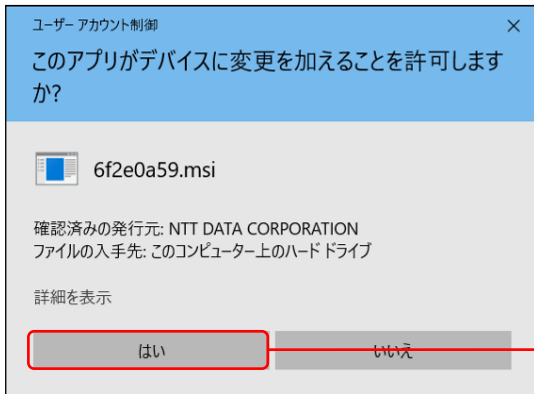 ユーザー アカウント制御
このアプリがデバイスに変更を加えることを許可します
か?
6f2e0a59.msi
確認済みの発行元: NTT DATA CORPORATION
ファイルの入手先: このコンピューター上のハード ドライブ
詳細を表示
はい
いいえ